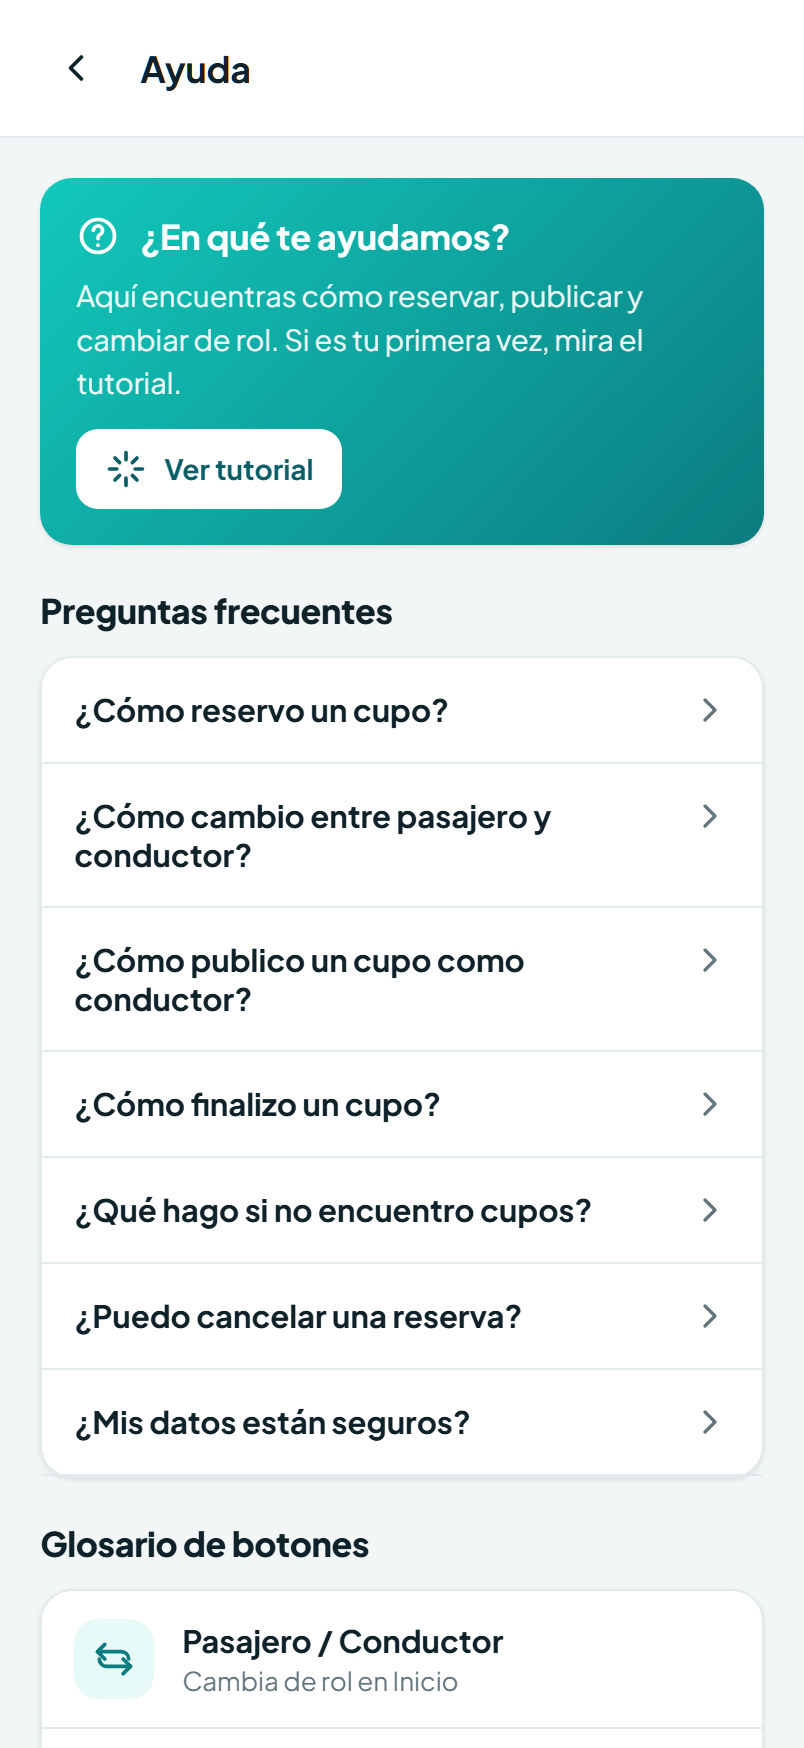 Ayuda
¿En qué te ayudamos?
Aquí encuentras cómo reservar, publicar y
cambiar de rol. Si es tu primera vez, mira el
tutorial.
Ver tutorial
Preguntas frecuentes
¿Cómo reservo un cupo?
¿Cómo cambio entre pasajero y
conductor?
¿Cómo publico un cupo como
conductor?
¿Cómo finalizo un cupo?
¿Qué hago si no encuentro cupos?
¿Puedo cancelar una reserva?
¿Mis datos están seguros?
Glosario de botones
Pasajero / Conductor
Cambia de rol en Inicio